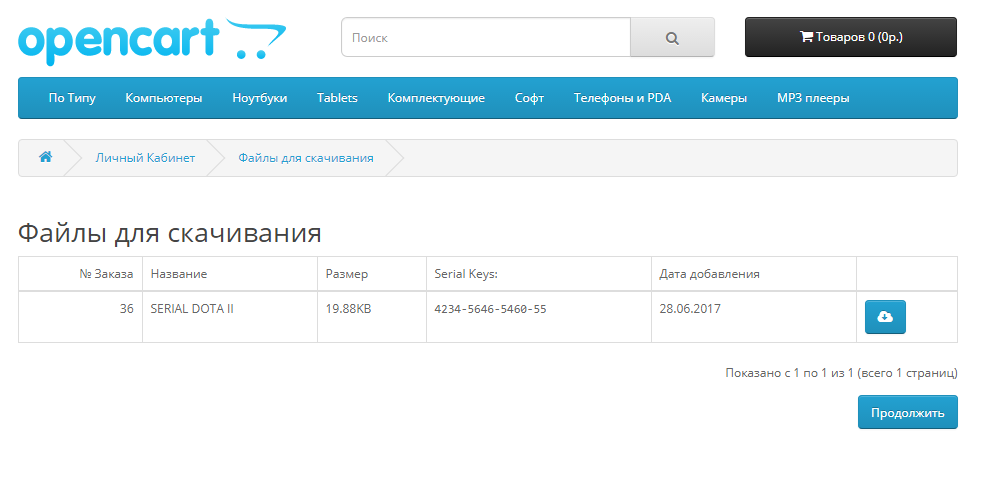 opencart
Поиск
Товаров 0 (0р.)
По Типу Компьютеры Ноутбуки Tablets Комплектующие Софт Телефоны и PDA Камеры MP3 плееры
Личный Кабинет Файлы для скачивания
Файлы для скачивания
№ Заказа Название Размер Serial Keys: Дата добавления
36 SERIAL DOTA II 19.88KB 4234-5646-5460-55 28.06.2017
Показано с 1 по 1 из 1 (всего 1 страниц)
Продолжить